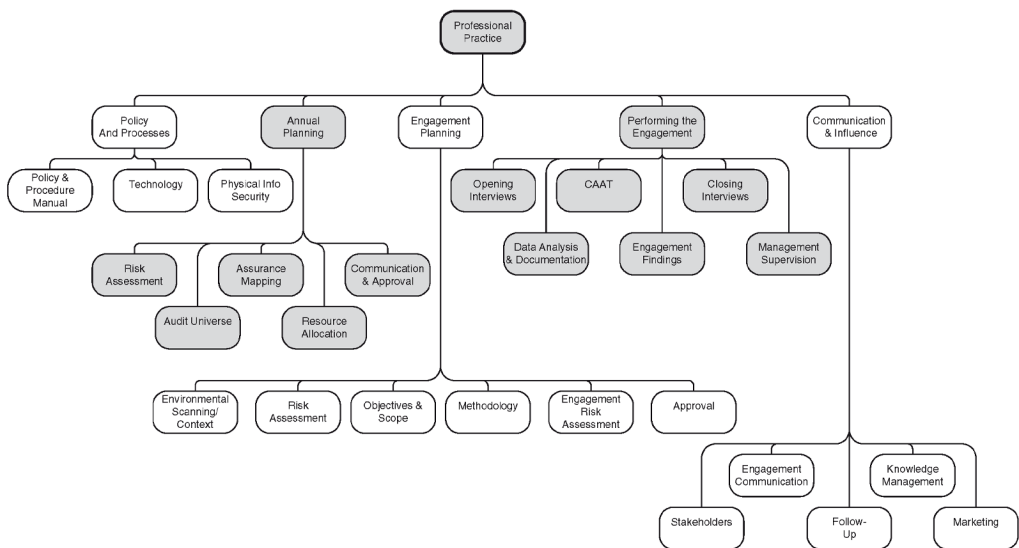 Professional
Practice
Policy
And Processes
Annual
Planning
Engagement
Planning
Performing the
Engagement
Communication
& Influence
Policy &
Procedure
Manual
Technology
Physical Info
Security
Opening
Interviews
CAAT
Closing
Interviews
Data Analysis
& Documentation
Engagement
Findings
Management
Supervision
Risk
Assessment
Assurance
Mapping
Communication
& Approval
Audit Universe
Resource
Allocation
Environmental
Scanning/
Context
Risk
Assessment
Objectives &
Scope
Methodology
Engagement
Risk
Assessment
Approval
Engagement
Communication
Knowledge
Management
Stakeholders
Follow-
Up
Marketing